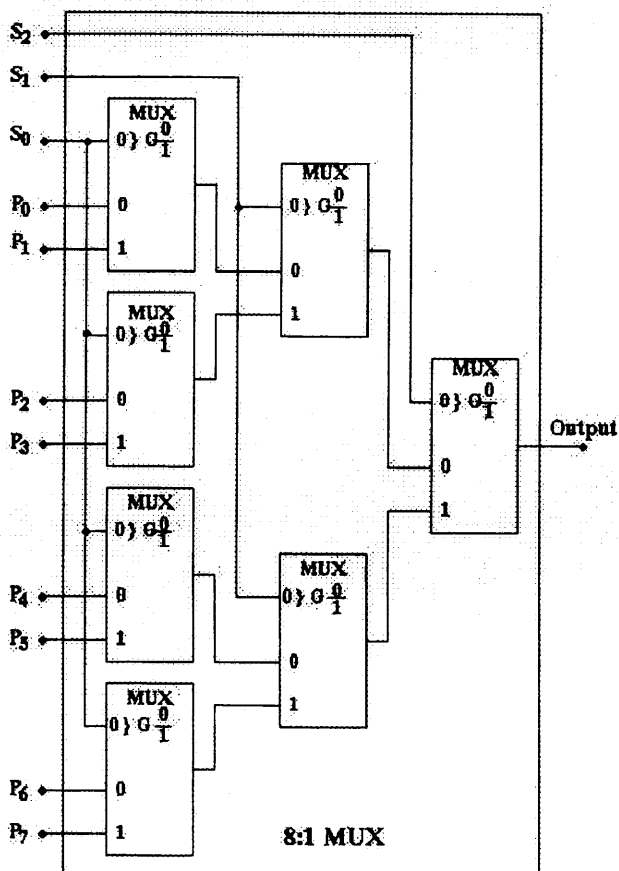 S2
S1
S0
MUX
0} G 0/1
P0 0
P1 1
MUX
0} G 0/1
0
1
MUX
0} G 0/1
P2 0
P3 1
MUX
0} G 0/1
0
1
Output
MUX
0} G 0/1
P4 0
P5 1
MUX
0} G 0/1
0
1
MUX
0} G 0/1
P6 0
P7 1
8:1 MUX